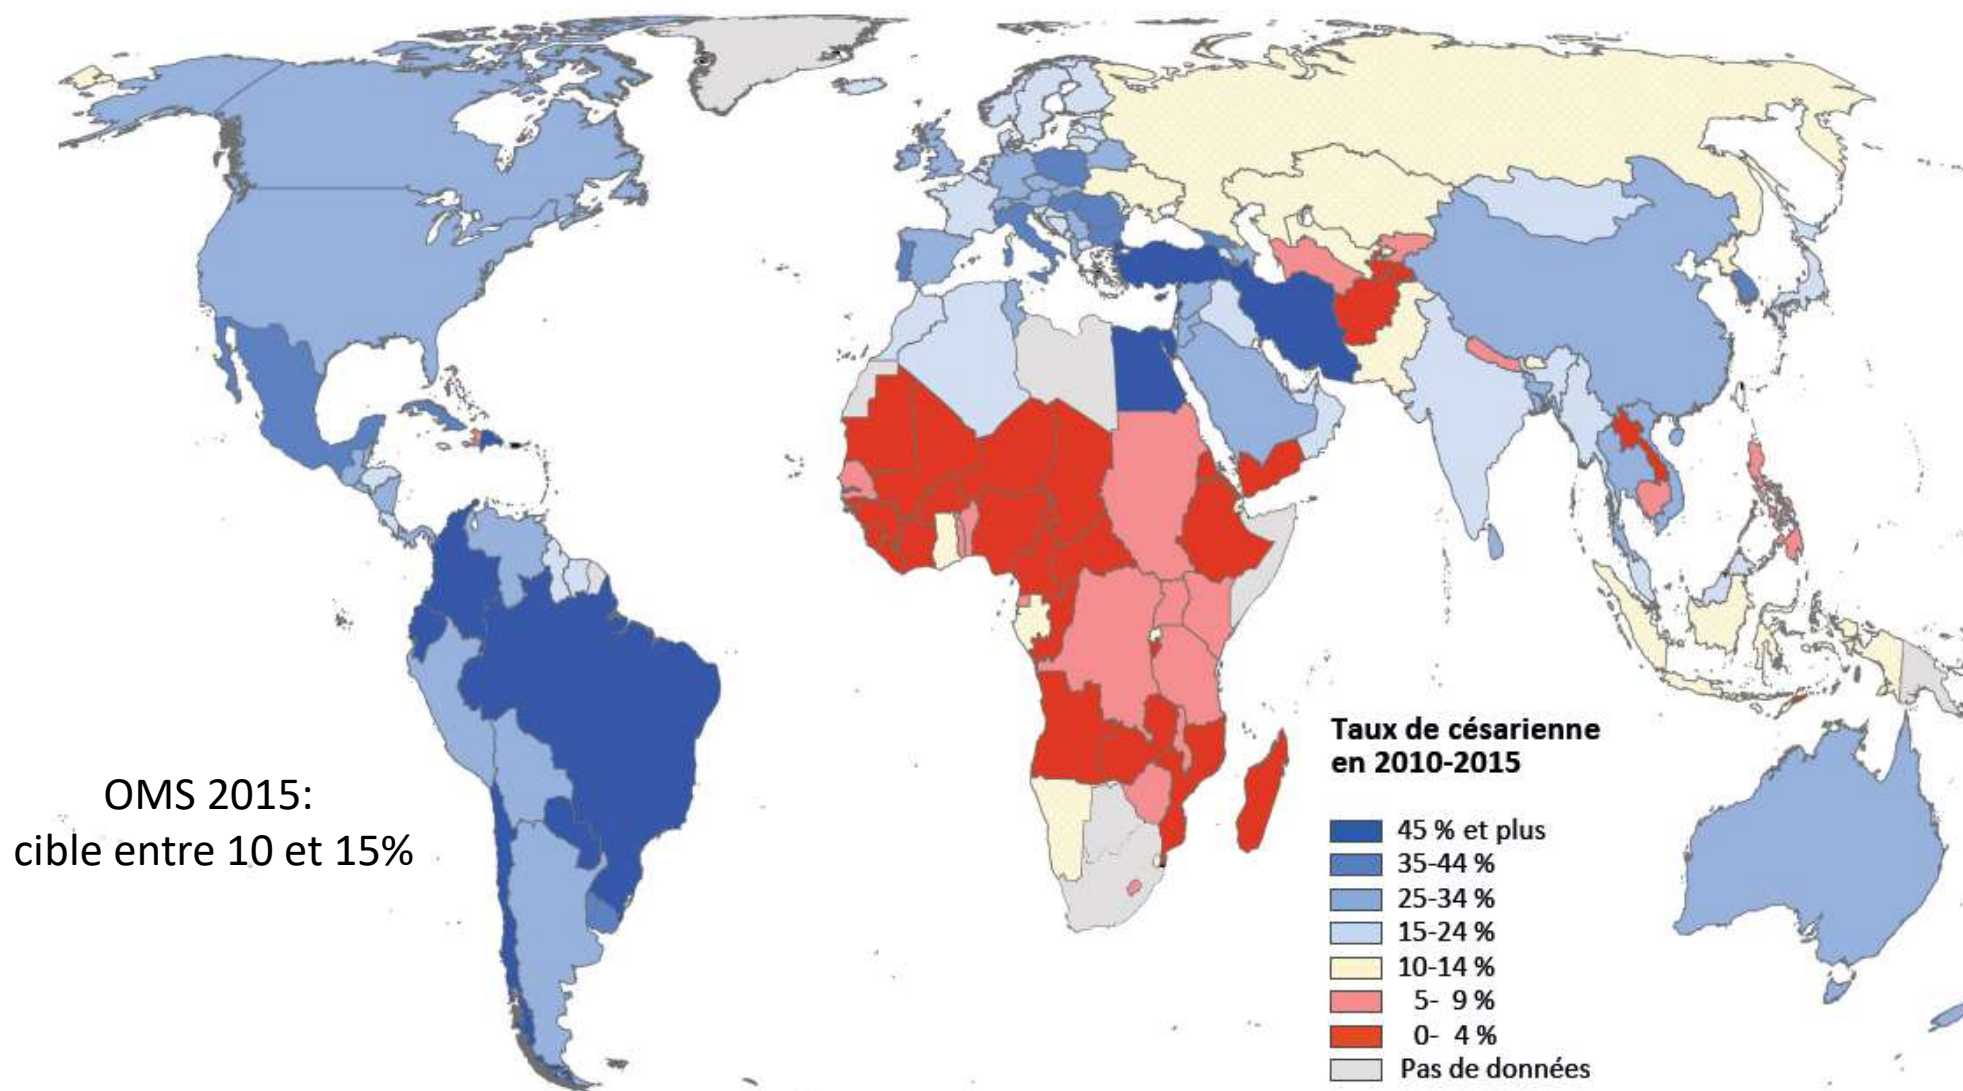 OMS 2015:
cible entre 10 et 15%
Taux de césarienne
en 2010-2015
45 % et plus
35-44 %
25-34 %
15-24 %
10-14 %
5- 9 %
0- 4 %
Pas de données